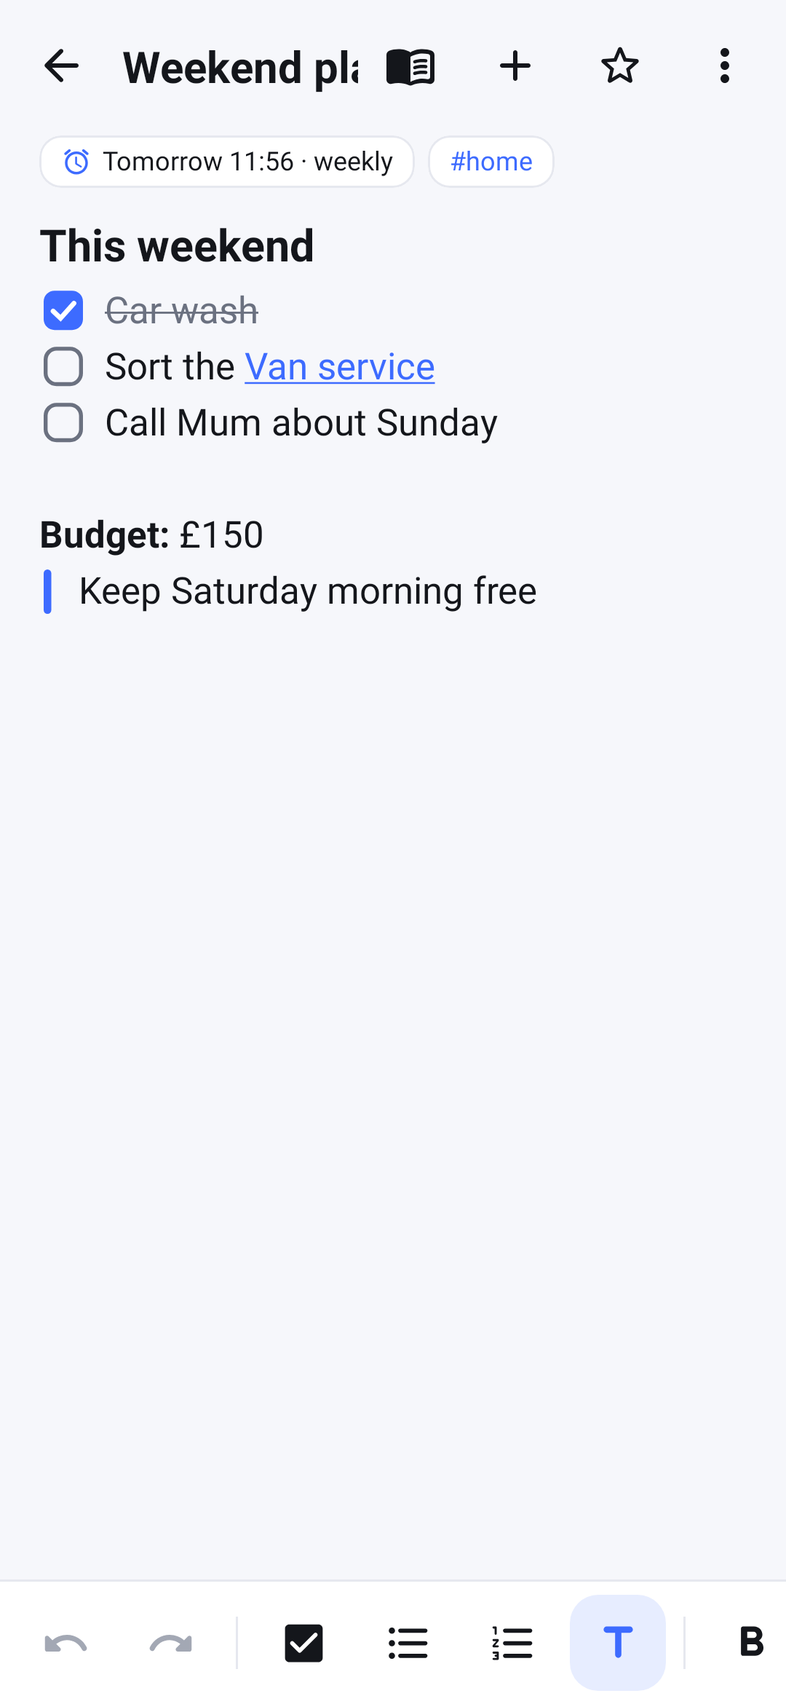 Weekend pla
Tomorrow 11:56 · weekly
#home
This weekend
Car wash
Sort the Van service
Call Mum about Sunday
Budget: £150
Keep Saturday morning free
T
B